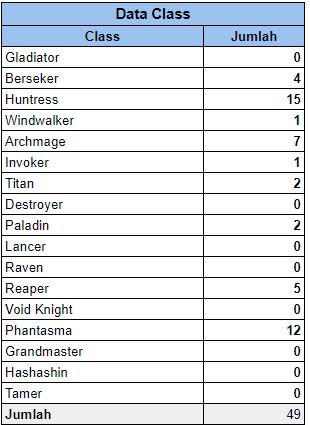 Data Class
Class Jumlah
Gladiator 0
Berseker 4
Huntress 15
Windwalker 1
Archmage 7
Invoker 1
Titan 2
Destroyer 0
Paladin 2
Lancer 0
Raven 0
Reaper 5
Void Knight 0
Phantasma 12
Grandmaster 0
Hashashin 0
Tamer 0
Jumlah 49